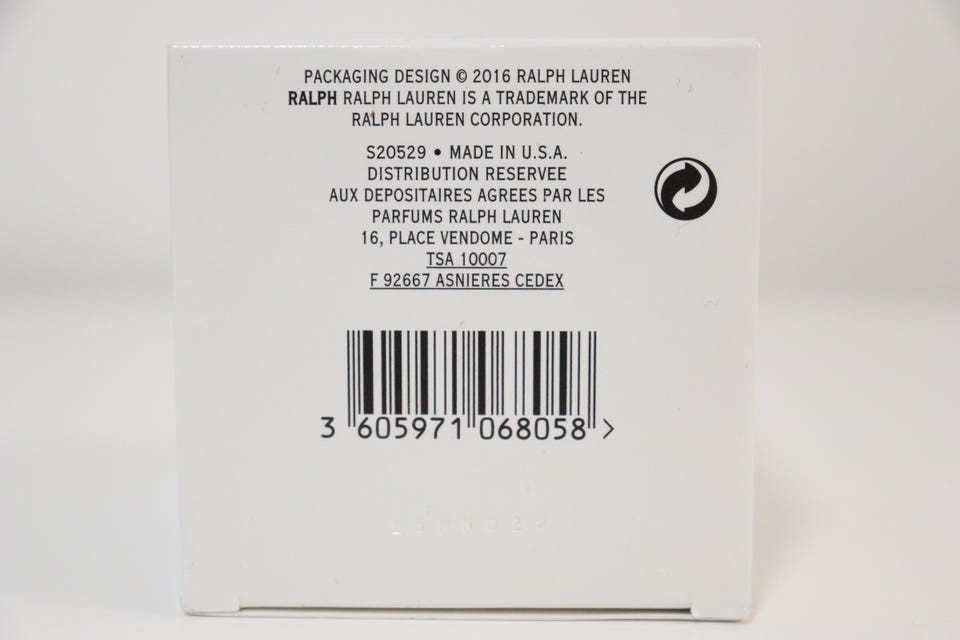 PACKAGING DESIGN © 2016 RALPH LAUREN
RALPH RALPH LAUREN IS A TRADEMARK OF THE
RALPH LAUREN CORPORATION.
S20529 • MADE IN U.S.A.
DISTRIBUTION RESERVEE
AUX DEPOSITAIRES AGREES PAR LES
PARFUMS RALPH LAUREN
16, PLACE VENDOME - PARIS
TSA 10007
F 92667 ASNIERES CEDEX
3 605971 068058 >